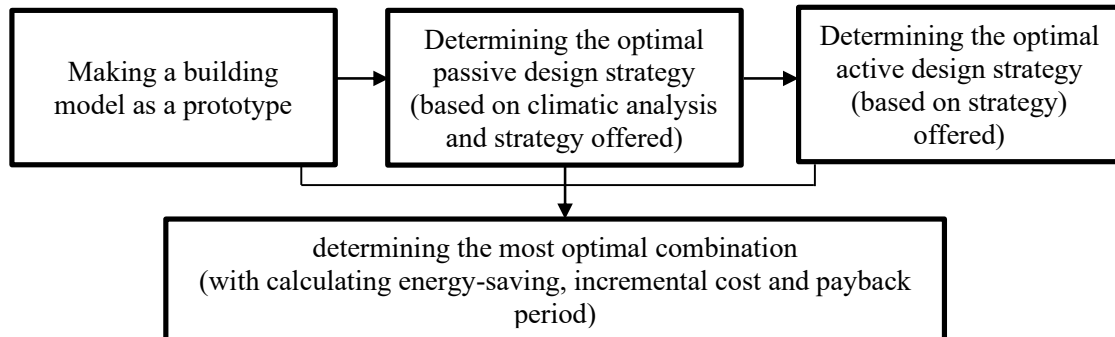 Making a building
model as a prototype
Determining the optimal
passive design strategy
(based on climatic analysis
and strategy offered)
Determining the optimal
active design strategy
(based on strategy)
offered)
determining the most optimal combination
(with calculating energy-saving, incremental cost and payback
period)